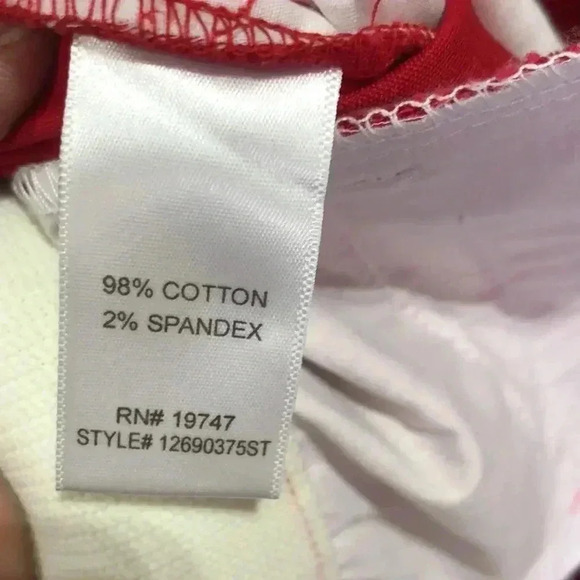 98% COTTON
2% SPANDEX
RN# 19747
STYLE# 12690375ST